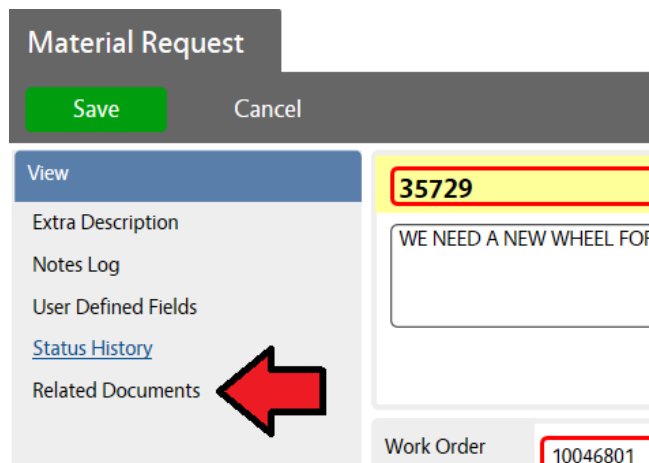 Material Request
Save Cancel
View
Extra Description
Notes Log
User Defined Fields
Status History
Related Documents
35729
WE NEED A NEW WHEEL FOR
Work Order 10046801